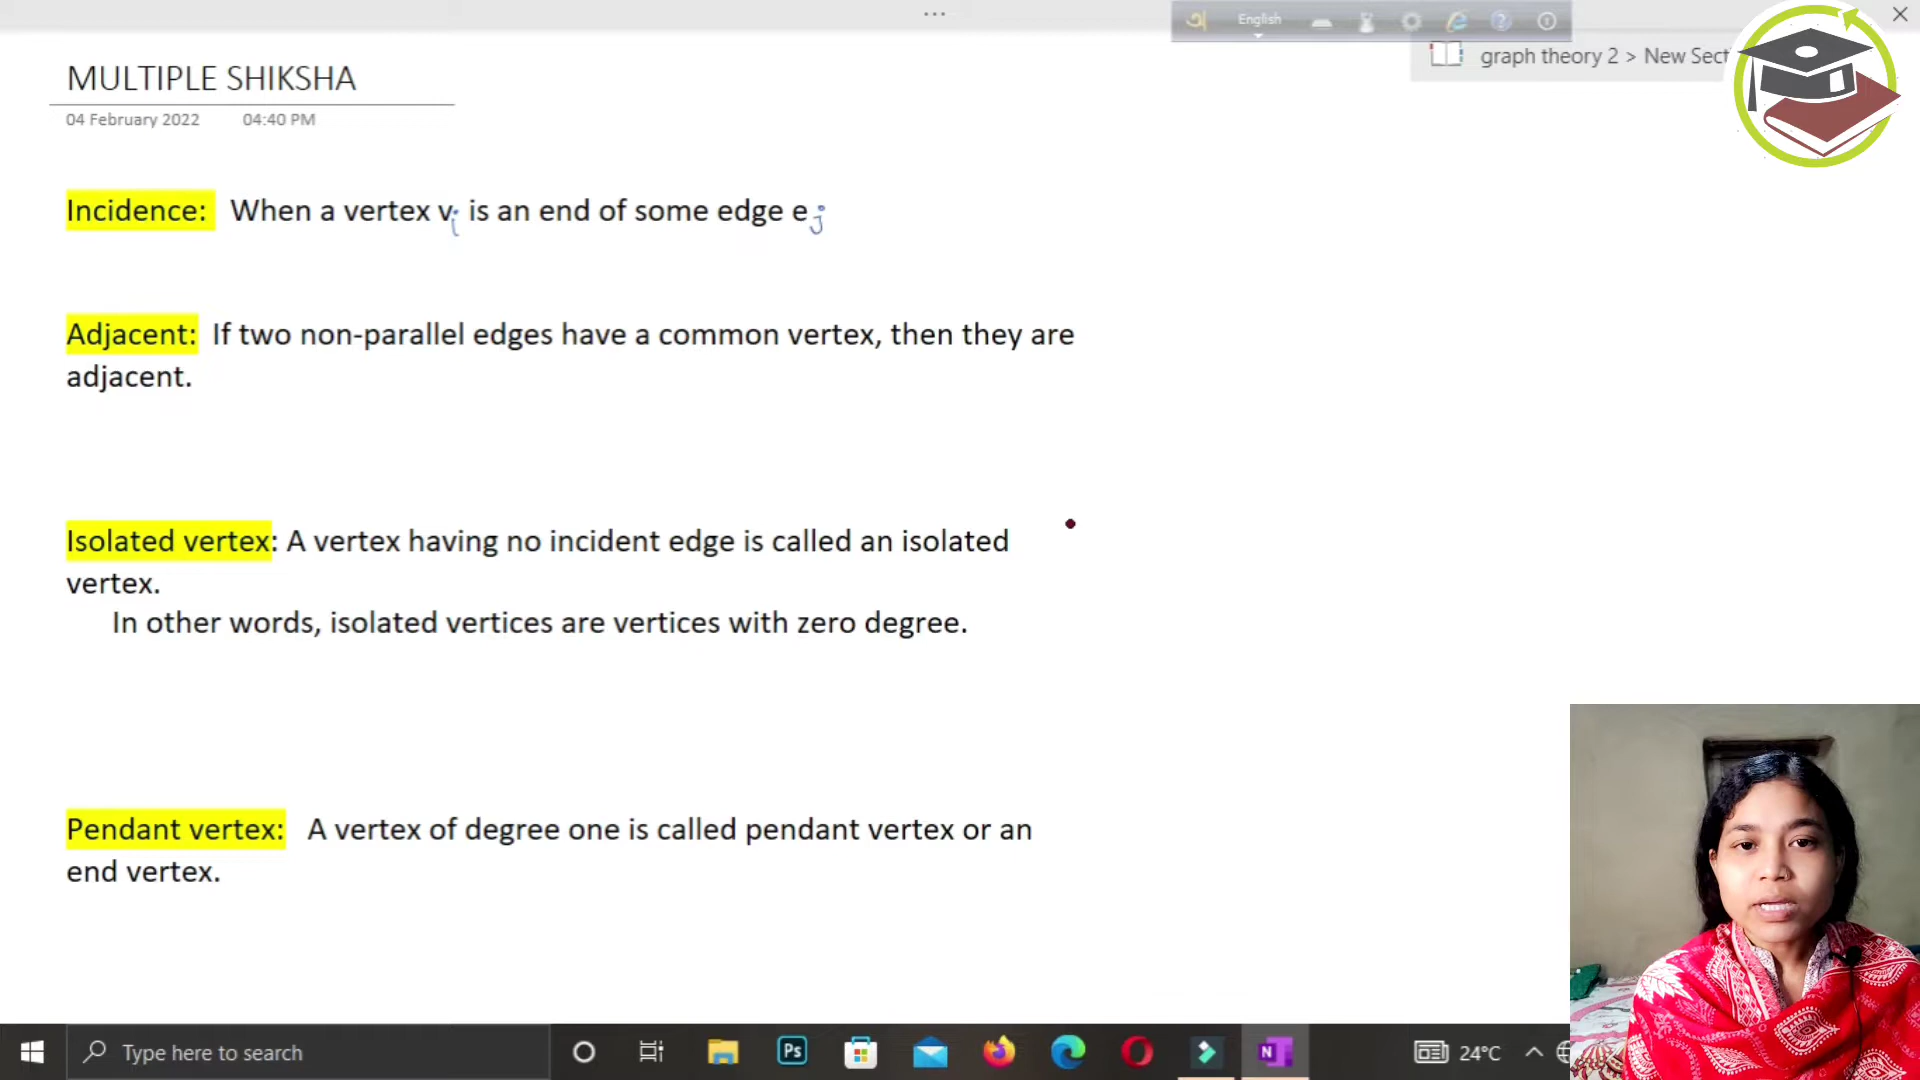 English
graph theory 2 > New Sect
MULTIPLE SHIKSHA
04 February 2022 04:40 PM
Incidence: When a vertex vi is an end of some edge ej
Adjacent: If two non-parallel edges have a common vertex, then they are
adjacent.
Isolated vertex: A vertex having no incident edge is called an isolated
vertex.
In other words, isolated vertices are vertices with zero degree.
Pendant vertex: A vertex of degree one is called pendant vertex or an
end vertex.
Type here to search
Ps
N
24°C